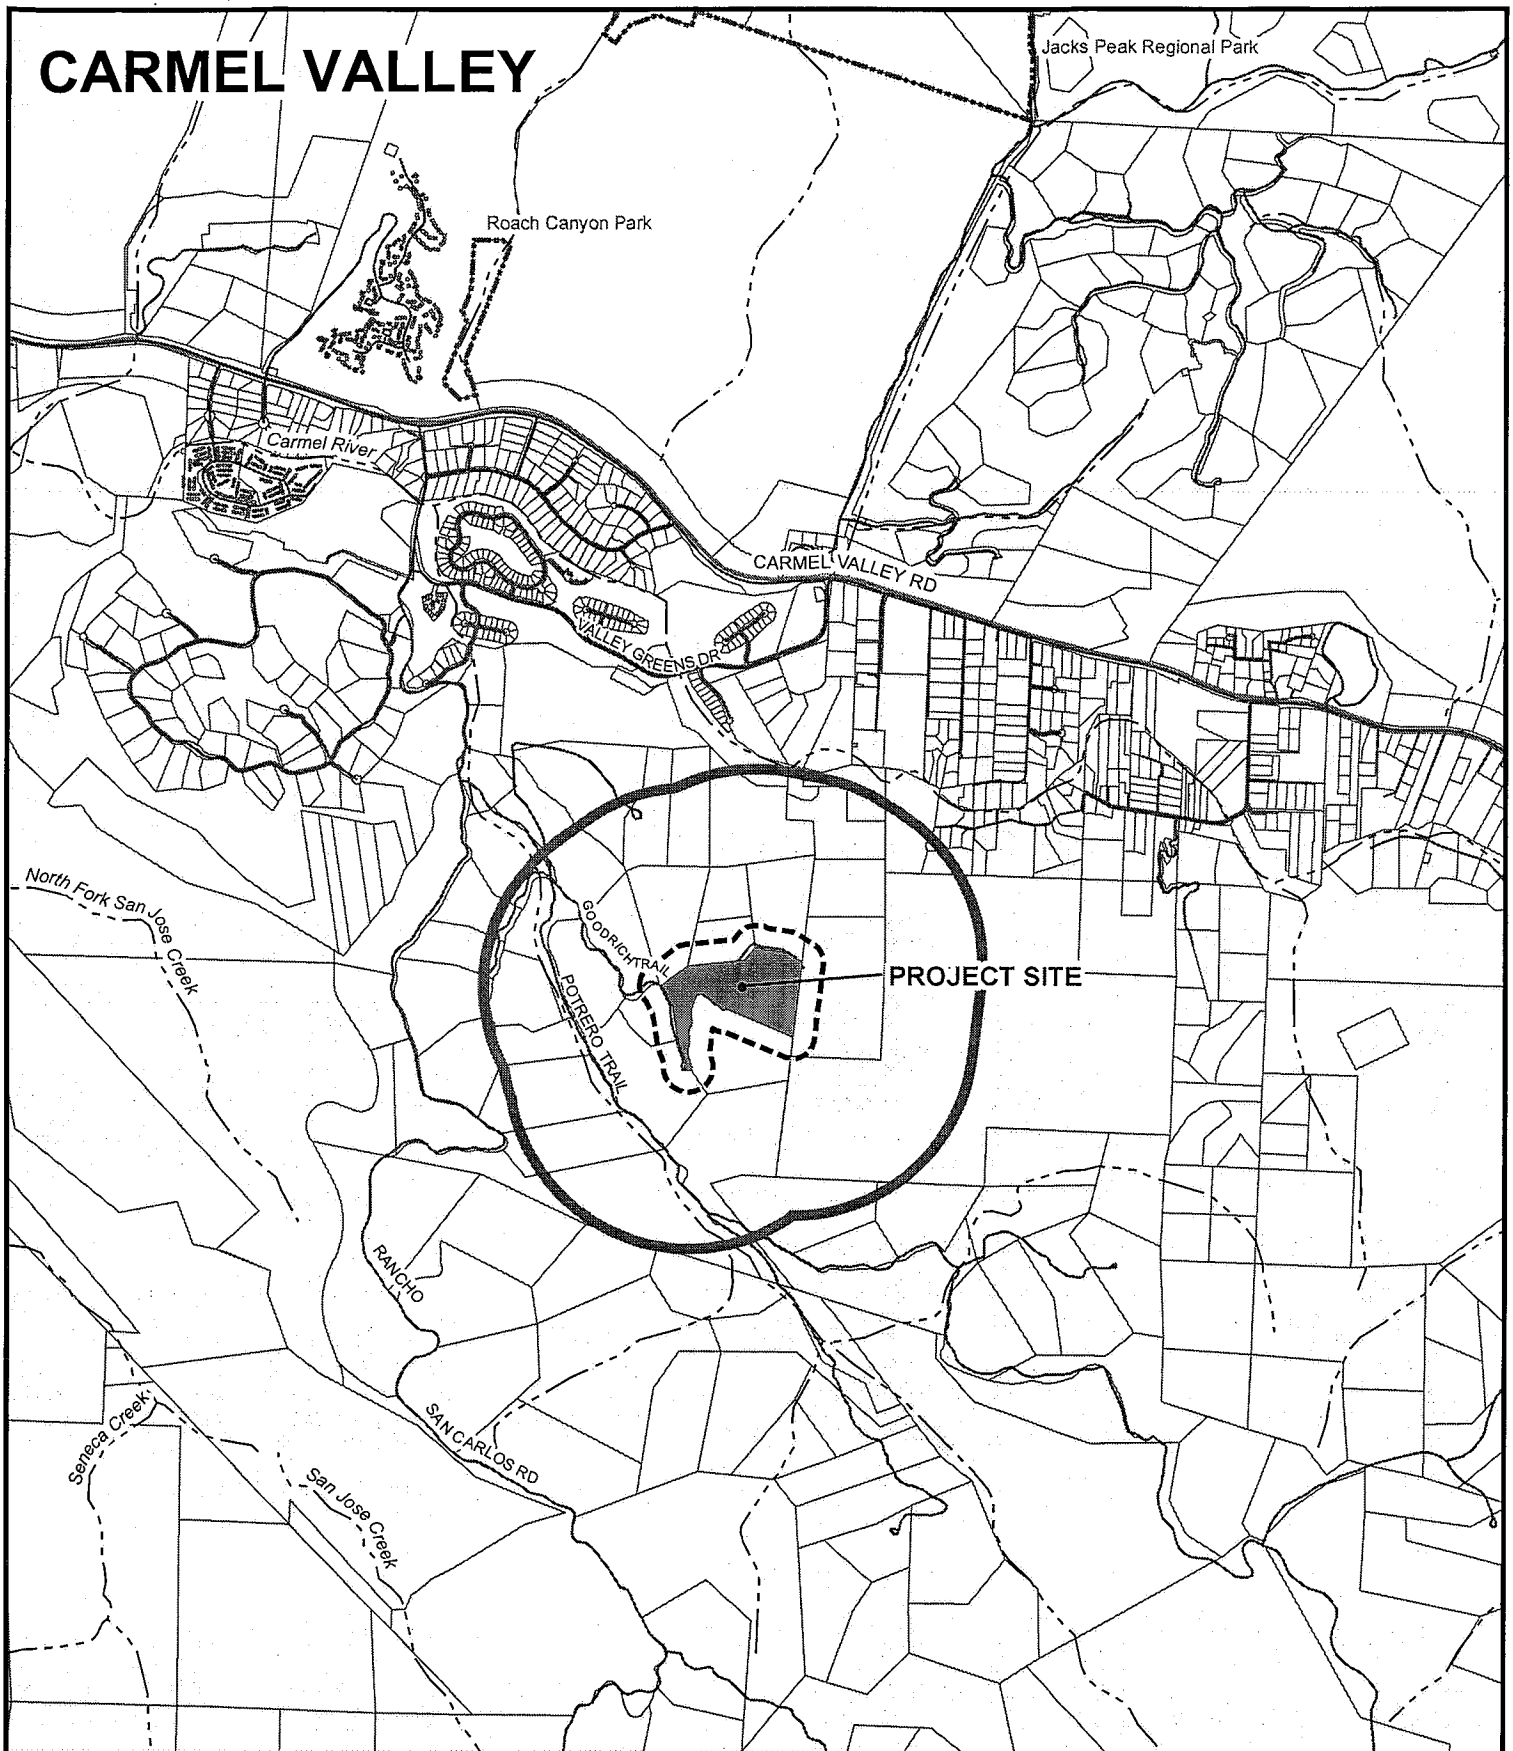 CARMEL VALLEY
Jacks Peak Regional Park
Roach Canyon Park
Carmel River
CARMEL VALLEY RD
VALLEY GREENS DR
North Fork San Jose Creek
GOODRICH TRAIL
PROJECT SITE
POTRERO TRAIL
RANCHO
SAN CARLOS RD
Seneca Creek
San Jose Creek